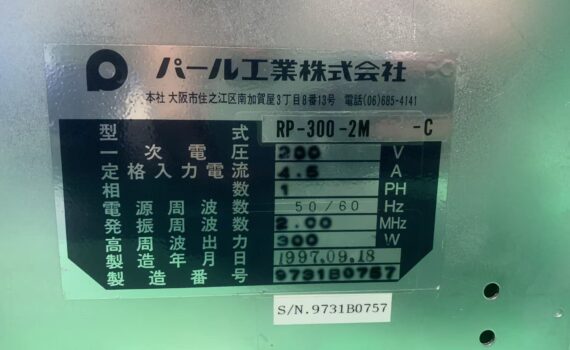 パール工業株式会社
本社 大阪市住之江区南加賀屋3丁目8番13号 電話(06)685-4141
型式 RP-300-2M -C
一次電圧 200 V
定格入力電流 4.5 A
相数 1 PH
電源周波数 50/60 Hz
発振周波数 2.00 MHz
高周波出力 300 W
製造年月日 1997.09.18
製造番号 9731B0757
S/N.9731B0757